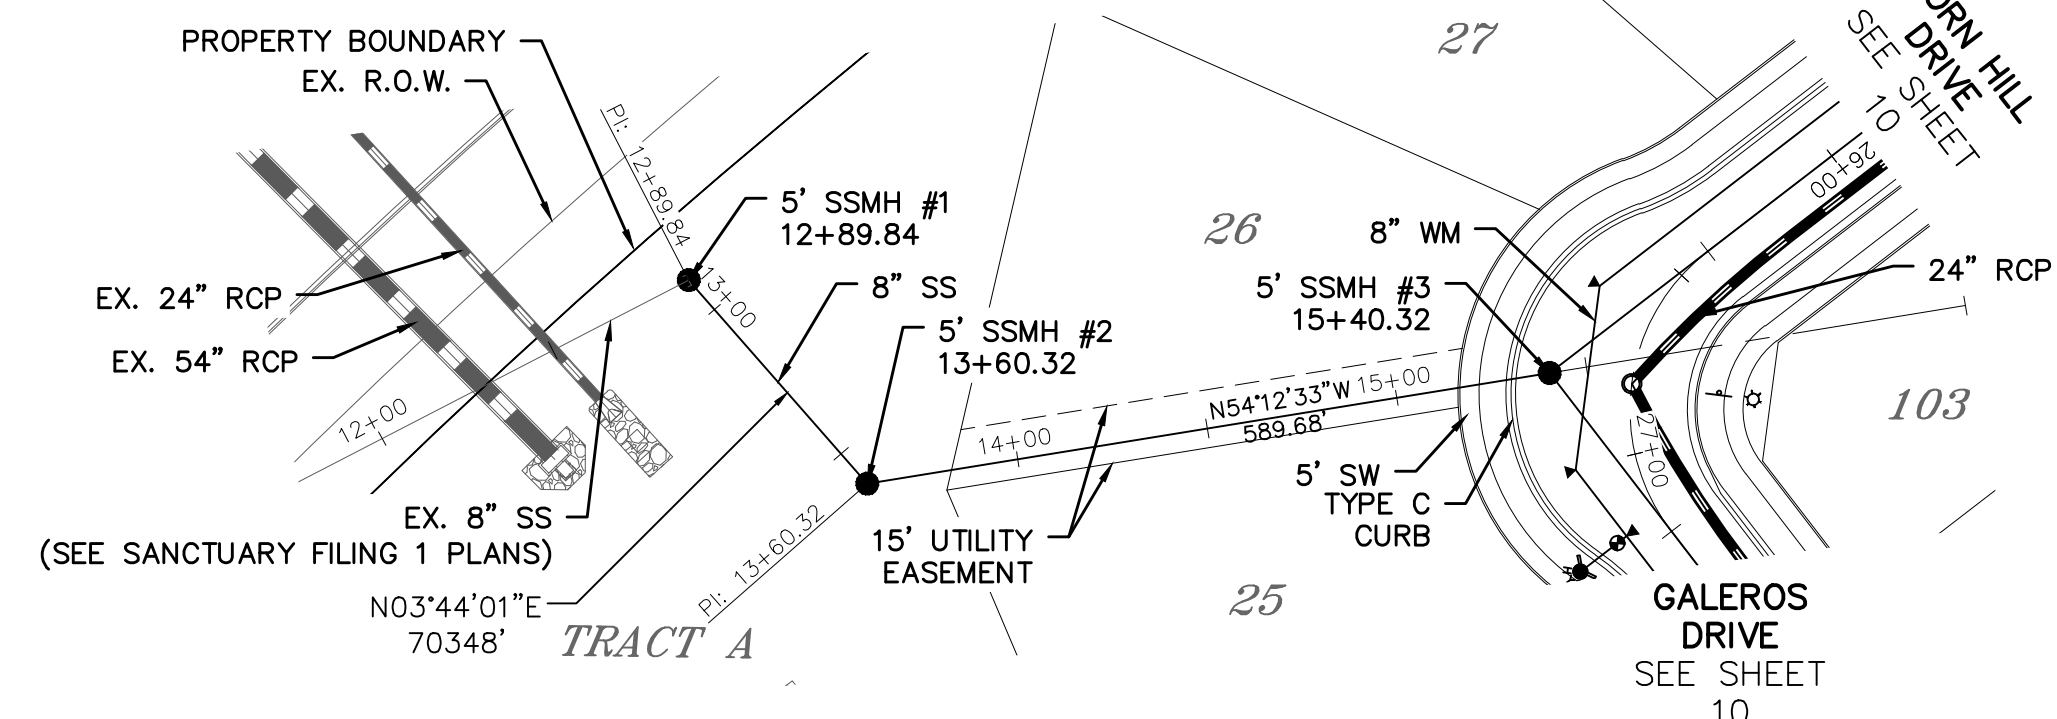 PROPERTY BOUNDARY
EX. R.O.W.
PI: 12+89.84
5' SSMH #1
12+89.84
13+00
8" SS
EX. 24" RCP
EX. 54" RCP
12+00
5' SSMH #2
13+60.32
EX. 8" SS
(SEE SANCTUARY FILING 1 PLANS)
N03°44'01"E
70348'
TRACT A
PI: 13+60.32
15' UTILITY
EASEMENT
14+00
N54°12'33"W
589.68'
15+00
27
26
25
8" WM
5' SSMH #3
15+40.32
5' SW
TYPE C
CURB
HILL
DRIVE
SEE SHEET
10
26+00
24" RCP
103
27+00
GALEROS
DRIVE
SEE SHEET
10